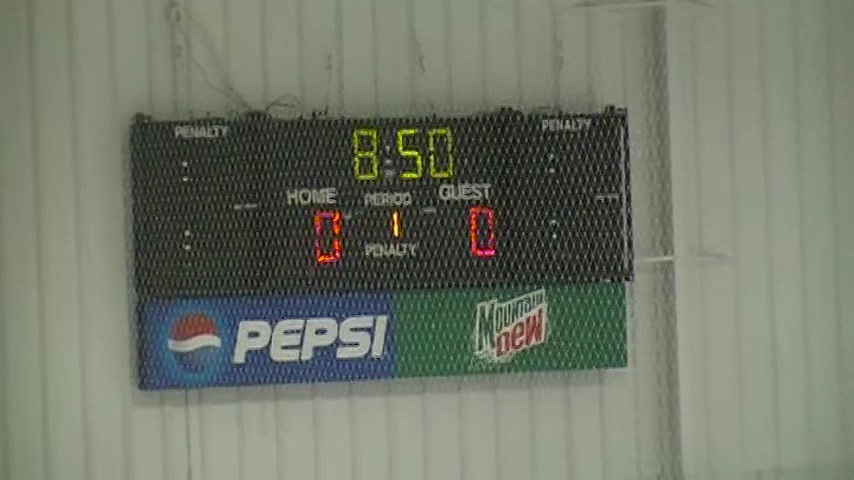 PENALTY 8:50 PENALTY
HOME PERIOD GUEST
0 1 0
PENALTY
PEPSI MOUNTAIN
DEW